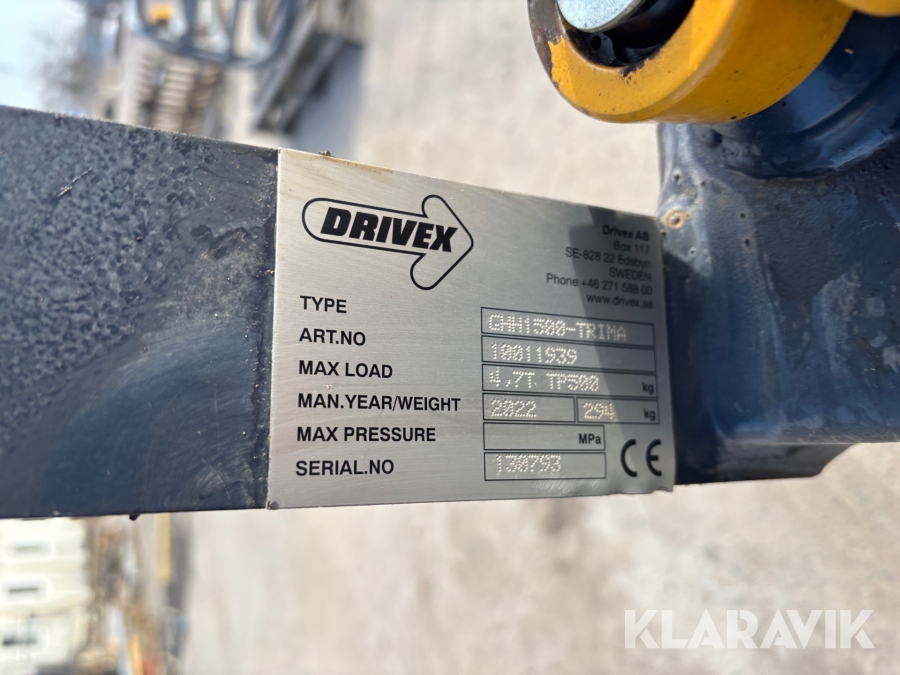 DRIVEX
Drivex AB
Box 117
SE-828 22 Edsbyn
SWEDEN
Phone +46 271 588 00
www.drivex.se
TYPE GHH1500-TRIMA
ART.NO 10011939
MAX LOAD 4,7T TP500 kg
MAN.YEAR/WEIGHT 2022 294 kg
MAX PRESSURE MPa
SERIAL.NO 130793
CE
KLARAVIK